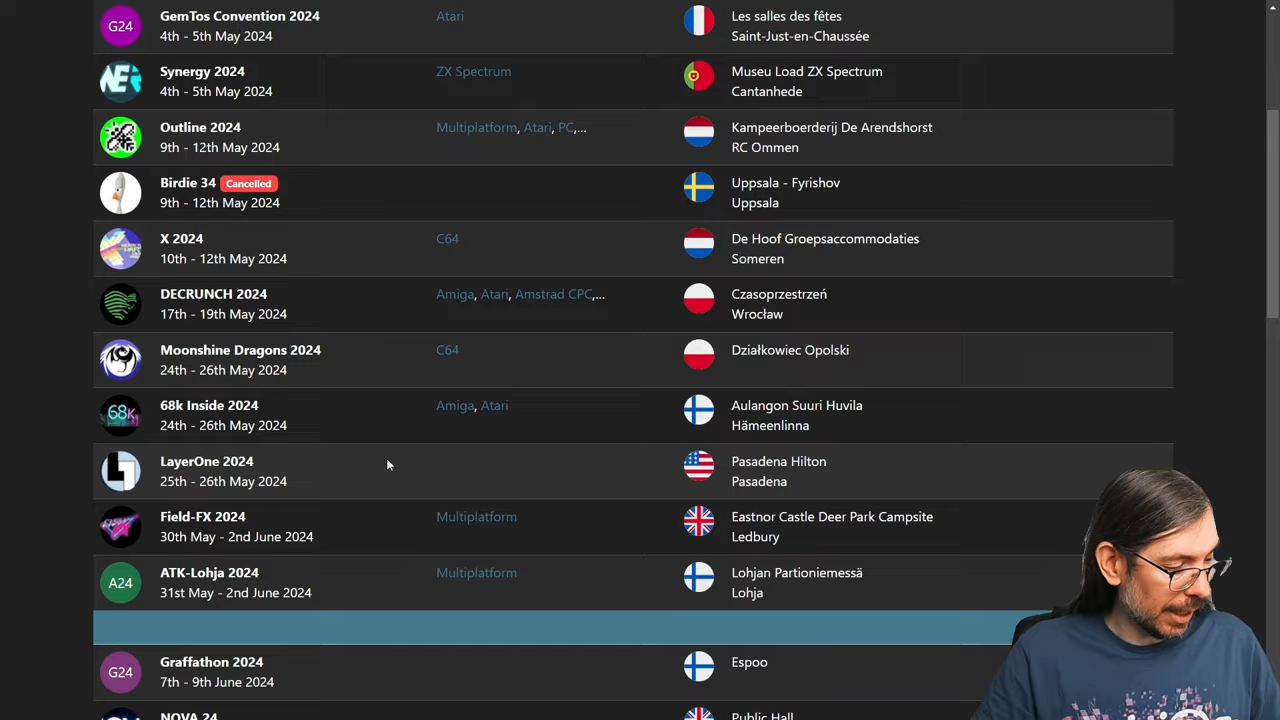 G24
GemTos Convention 2024
4th - 5th May 2024
Atari
Les salles des fêtes
Saint-Just-en-Chaussée
Synergy 2024
4th - 5th May 2024
ZX Spectrum
Museu Load ZX Spectrum
Cantanhede
Outline 2024
9th - 12th May 2024
Multiplatform, Atari, PC,...
Kampeerboerderij De Arendshorst
RC Ommen
Birdie 34 Cancelled
9th - 12th May 2024
Uppsala - Fyrishov
Uppsala
X 2024
10th - 12th May 2024
C64
De Hoof Groepsaccommodaties
Someren
DECRUNCH 2024
17th - 19th May 2024
Amiga, Atari, Amstrad CPC,...
Czasoprzestrzeń
Wrocław
Moonshine Dragons 2024
24th - 26th May 2024
C64
Działkowiec Opolski
68K
68k Inside 2024
24th - 26th May 2024
Amiga, Atari
Aulangon Suuri Huvila
Hämeenlinna
LayerOne 2024
25th - 26th May 2024
Pasadena Hilton
Pasadena
Field-FX 2024
30th May - 2nd June 2024
Multiplatform
Eastnor Castle Deer Park Campsite
Ledbury
A24
ATK-Lohja 2024
31st May - 2nd June 2024
Multiplatform
Lohjan Partioniemessä
Lohja
G24
Graffathon 2024
7th - 9th June 2024
Espoo
NOVA 24
Public Hall